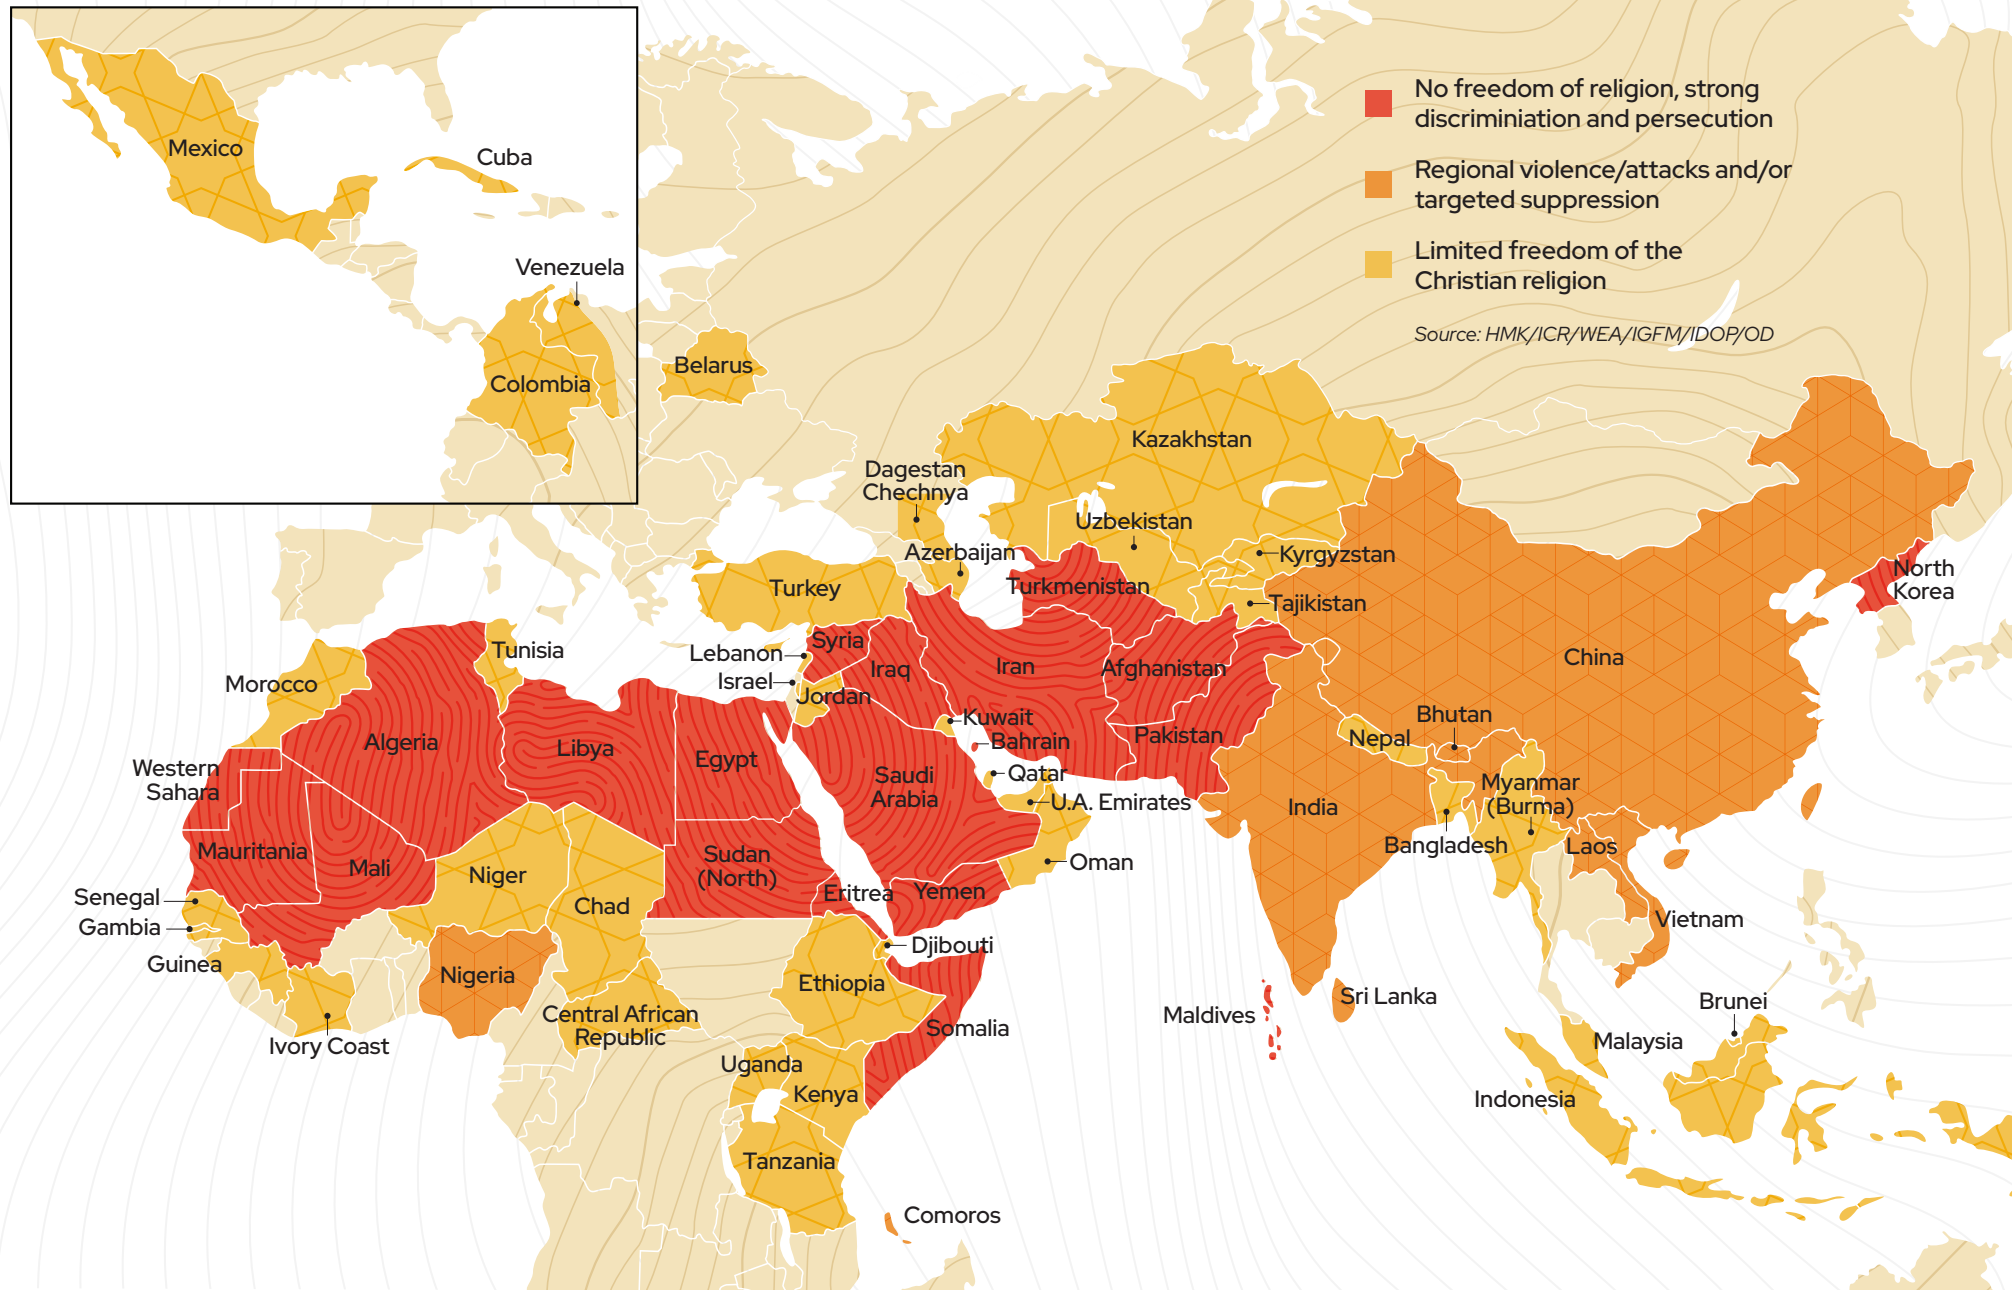 No freedom of religion, strong
discriminiation and persecution
Regional violence/attacks and/or
targeted suppression
Limited freedom of the
Christian religion
Source: HMK/ICR/WEA/IGFM/IDOP/OD
Mexico
Cuba
Venezuela
Colombia
Belarus
Kazakhstan
Dagestan
Chechnya
Uzbekistan
Azerbaijan
Kyrgyzstan
Turkey
Turkmenistan
Tajikistan
North
Korea
Tunisia
Lebanon
Syria
Israel
Iraq
Iran
Afghanistan
China
Morocco
Jordan
Kuwait
Bahrain
Pakistan
Bhutan
Nepal
Algeria
Libya
Egypt
Western
Sahara
Saudi
Arabia
Qatar
U.A. Emirates
India
Myanmar
(Burma)
Bangladesh
Laos
Mauritania
Mali
Niger
Chad
Sudan
(North)
Eritrea
Yemen
Oman
Senegal
Gambia
Guinea
Vietnam
Djibouti
Nigeria
Ethiopia
Ivory Coast
Central African
Republic
Somalia
Maldives
Sri Lanka
Brunei
Malaysia
Uganda
Kenya
Indonesia
Tanzania
Comoros